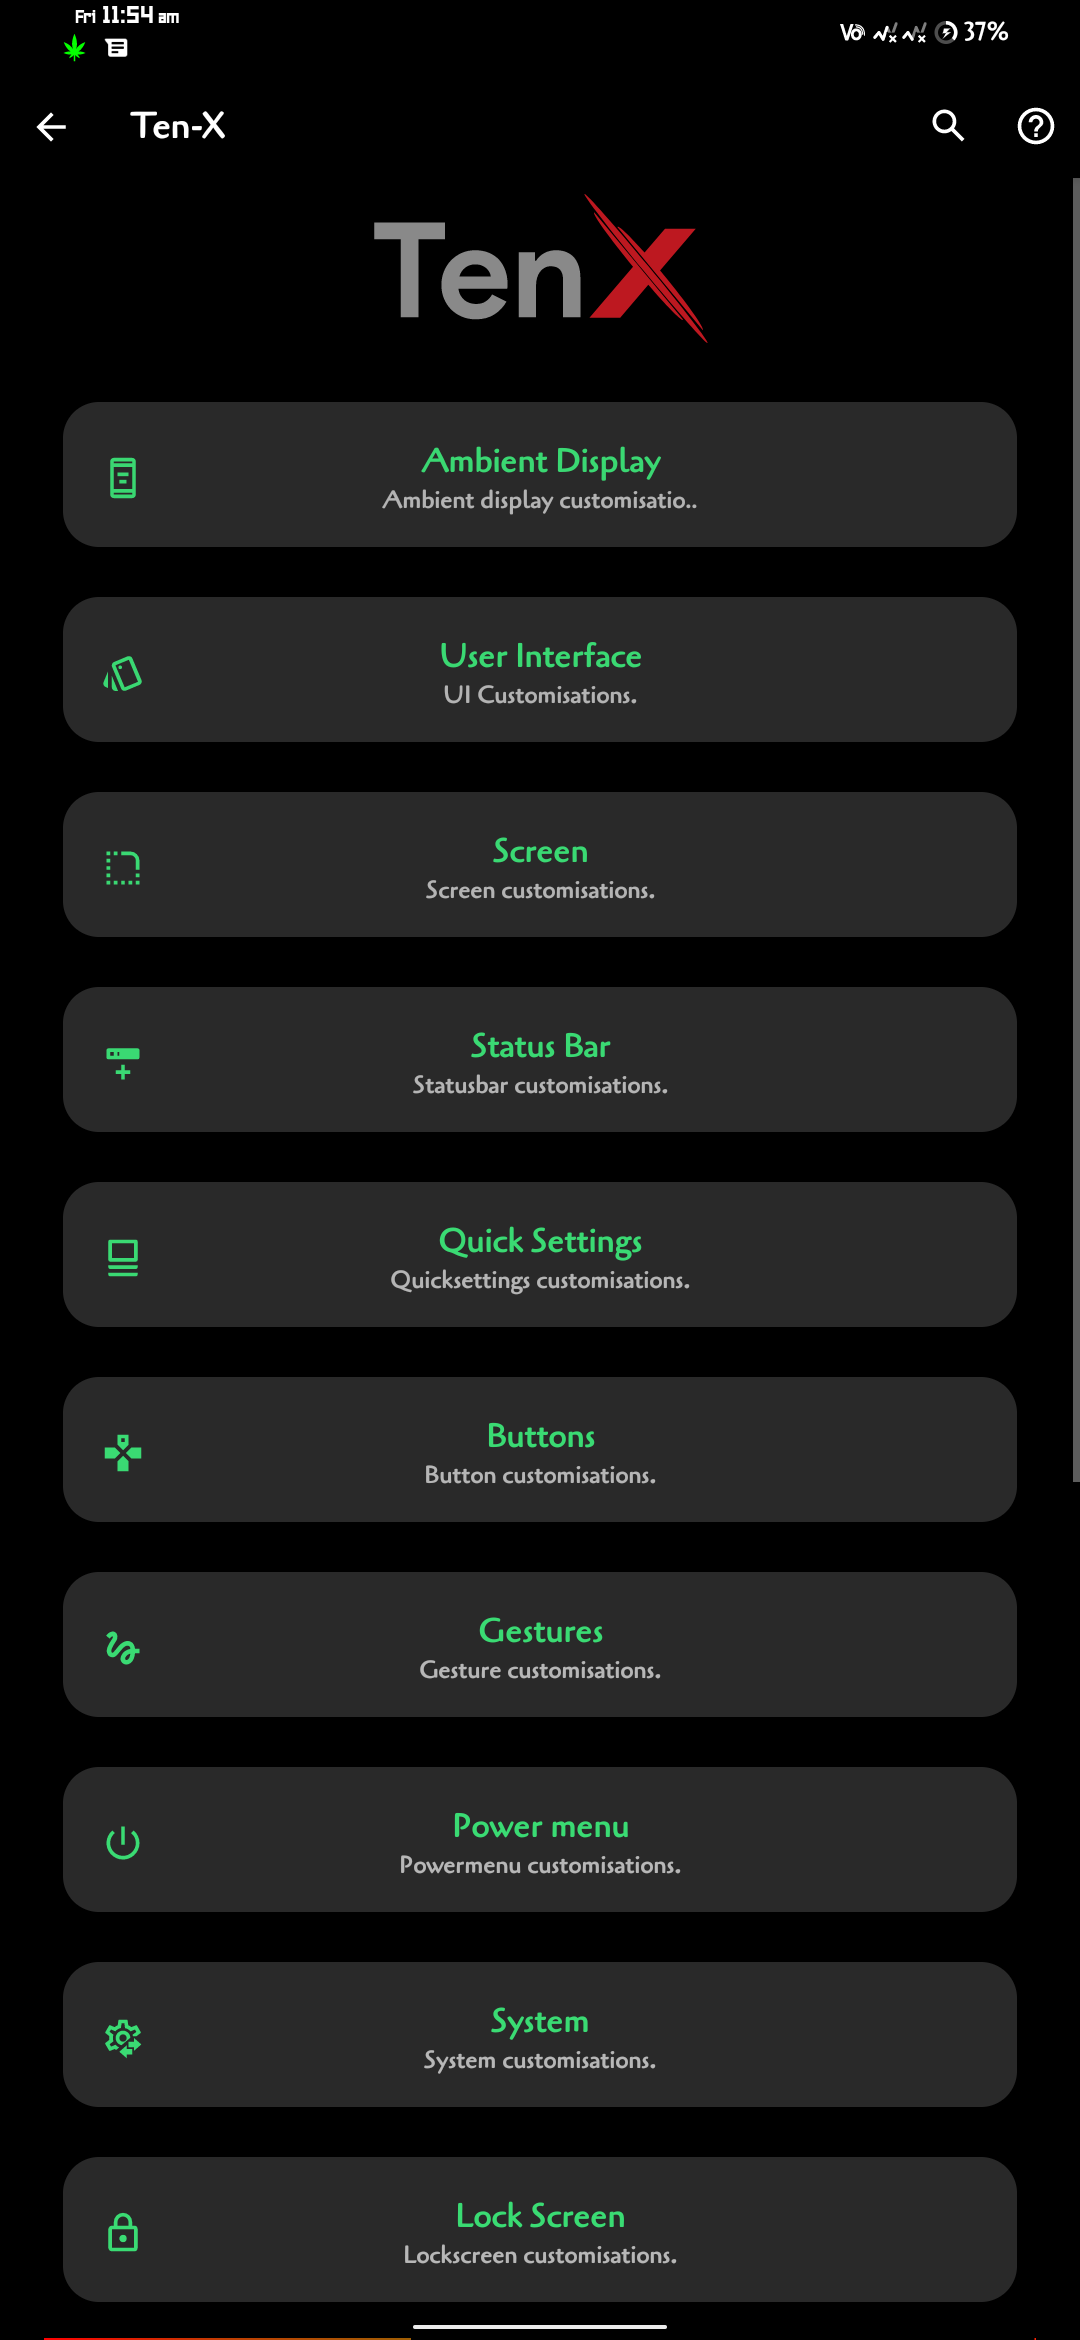 Fri 11:54 am
Vo 37%
Ten-X
TenX
Ambient Display
Ambient display customisatio..
User Interface
UI Customisations.
Screen
Screen customisations.
Status Bar
Statusbar customisations.
Quick Settings
Quicksettings customisations.
Buttons
Button customisations.
Gestures
Gesture customisations.
Power menu
Powermenu customisations.
System
System customisations.
Lock Screen
Lockscreen customisations.